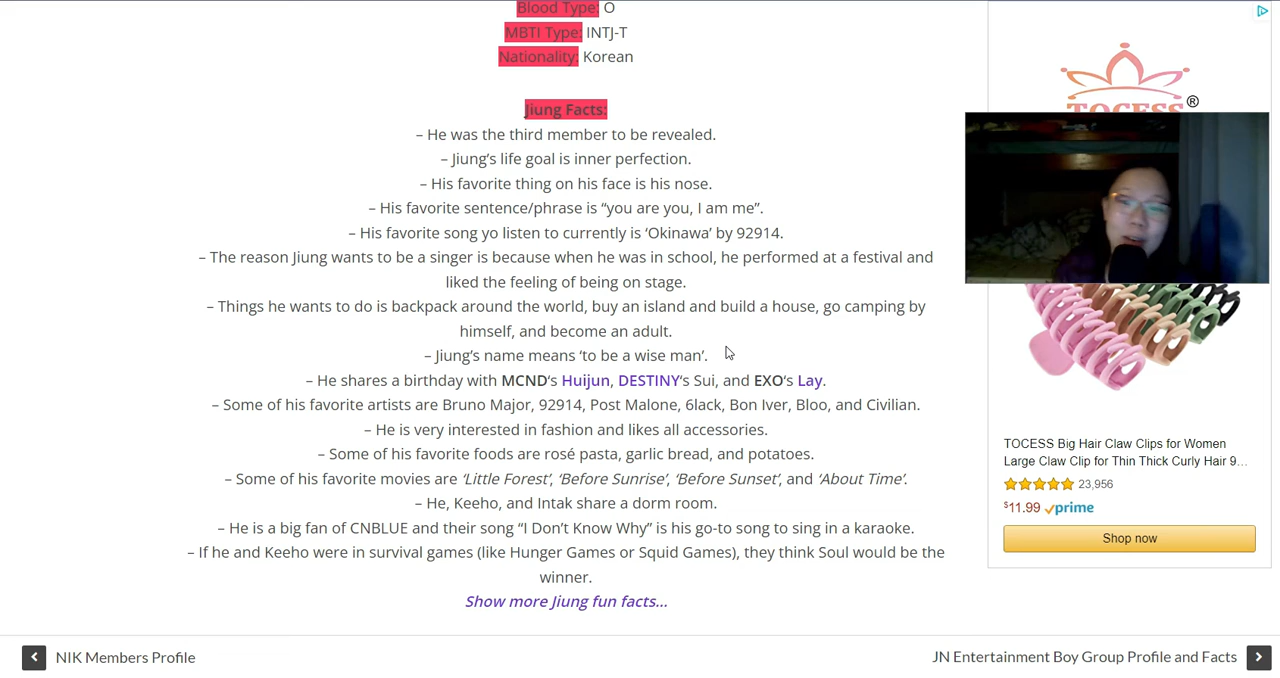 Blood Type: O
MBTI Type: INTJ-T
Nationality: Korean
Jiung Facts:
– He was the third member to be revealed.
– Jiung’s life goal is inner perfection.
– His favorite thing on his face is his nose.
– His favorite sentence/phrase is “you are you, I am me”.
– His favorite song yo listen to currently is ‘Okinawa’ by 92914.
– The reason Jiung wants to be a singer is because when he was in school, he performed at a festival and
liked the feeling of being on stage.
– Things he wants to do is backpack around the world, buy an island and build a house, go camping by
himself, and become an adult.
– Jiung’s name means ‘to be a wise man’.
– He shares a birthday with MCND‘s Huijun, DESTINY‘s Sui, and EXO‘s Lay.
– Some of his favorite artists are Bruno Major, 92914, Post Malone, 6lack, Bon Iver, Bloo, and Civilian.
– He is very interested in fashion and likes all accessories.
– Some of his favorite foods are rosé pasta, garlic bread, and potatoes.
– Some of his favorite movies are ‘Little Forest’, ‘Before Sunrise’, ‘Before Sunset’, and ‘About Time’.
– He, Keeho, and Intak share a dorm room.
– He is a big fan of CNBLUE and their song “I Don’t Know Why” is his go-to song to sing in a karaoke.
– If he and Keeho were in survival games (like Hunger Games or Squid Games), they think Soul would be the
winner.
Show more Jiung fun facts…
NIK Members Profile
JN Entertainment Boy Group Profile and Facts
TOCESS®
TOCESS Big Hair Claw Clips for Women
Large Claw Clip for Thin Thick Curly Hair 9...
23,956
$11.99 prime
Shop now